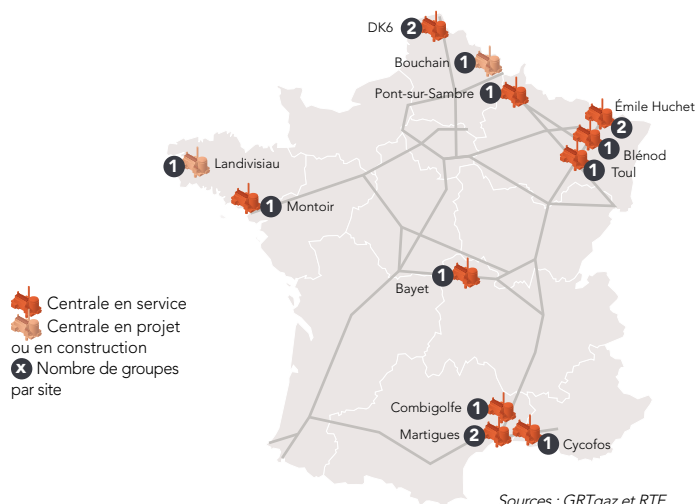 DK6 2
Bouchain 1
Pont-sur-Sambre 1
Émile Huchet
2
1 Blénod
1 Toul
1 Landivisiau
1 Montoir
Bayet 1
Centrale en service
Centrale en projet
ou en construction
x Nombre de groupes
par site
Combigolfe 1
Martigues 2
1 Cycofos
Sources : GRTgaz et RTE